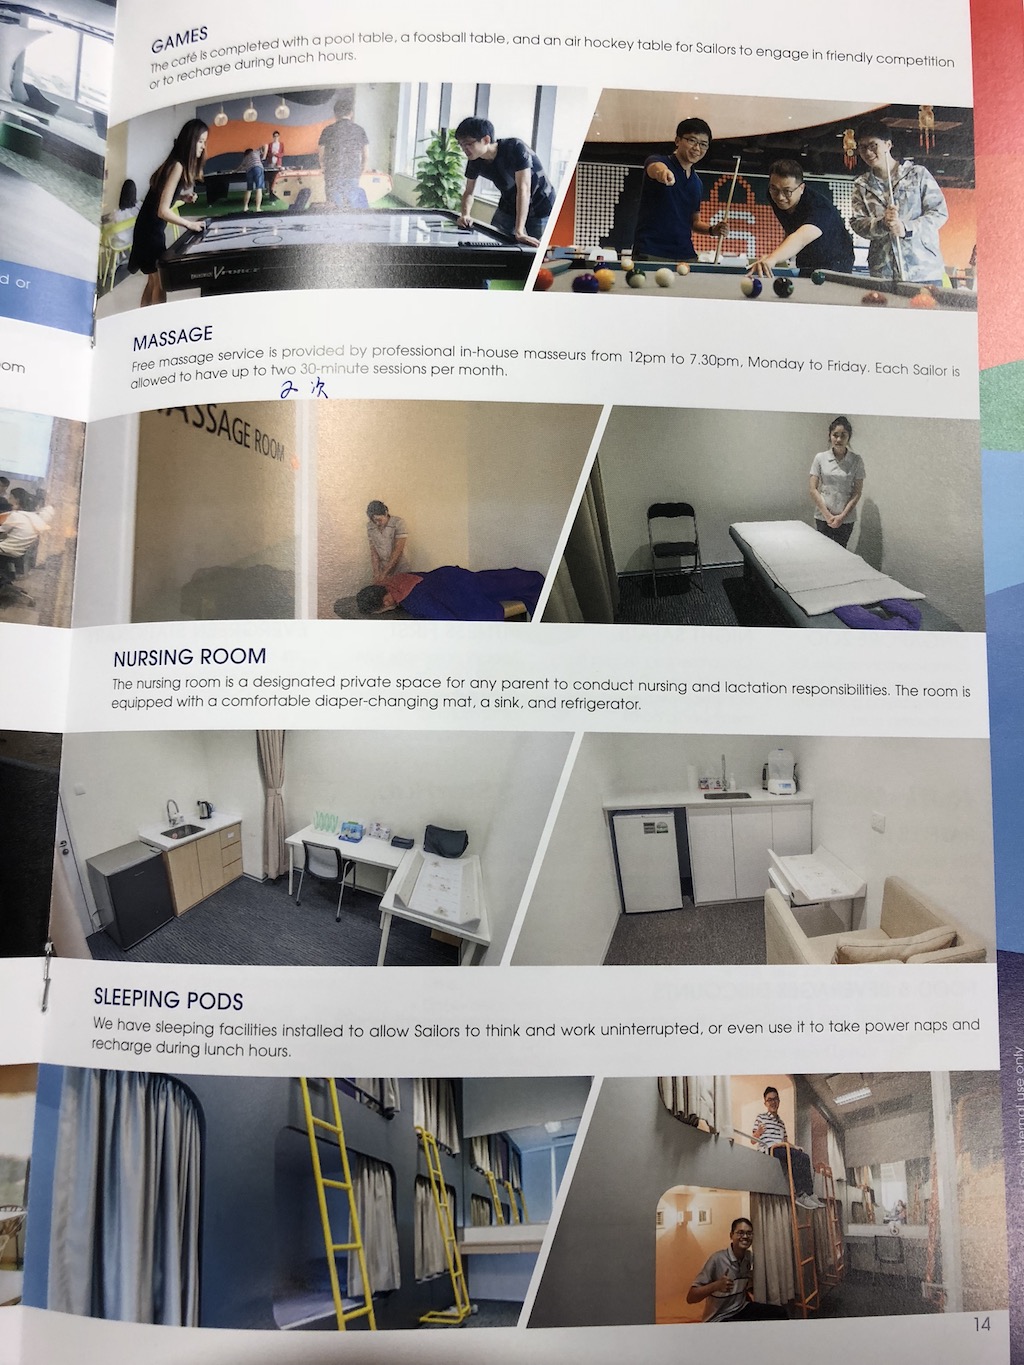 d or
om
GAMES
The café is completed with a pool table, a foosball table, and an air hockey table for Sailors to engage in friendly competition
or to recharge during lunch hours.
V-FORCE
MASSAGE
Free massage service is provided by professional in-house masseurs from 12pm to 7.30pm, Monday to Friday. Each Sailor is
allowed to have up to two 30-minute sessions per month.
2次
MASSAGE ROOM
NURSING ROOM
The nursing room is a designated private space for any parent to conduct nursing and lactation responsibilities. The room is
equipped with a comfortable diaper-changing mat, a sink, and refrigerator.
SLEEPING PODS
We have sleeping facilities installed to allow Sailors to think and work uninterrupted, or even use it to take power naps and
recharge during lunch hours.
ternal use only
14